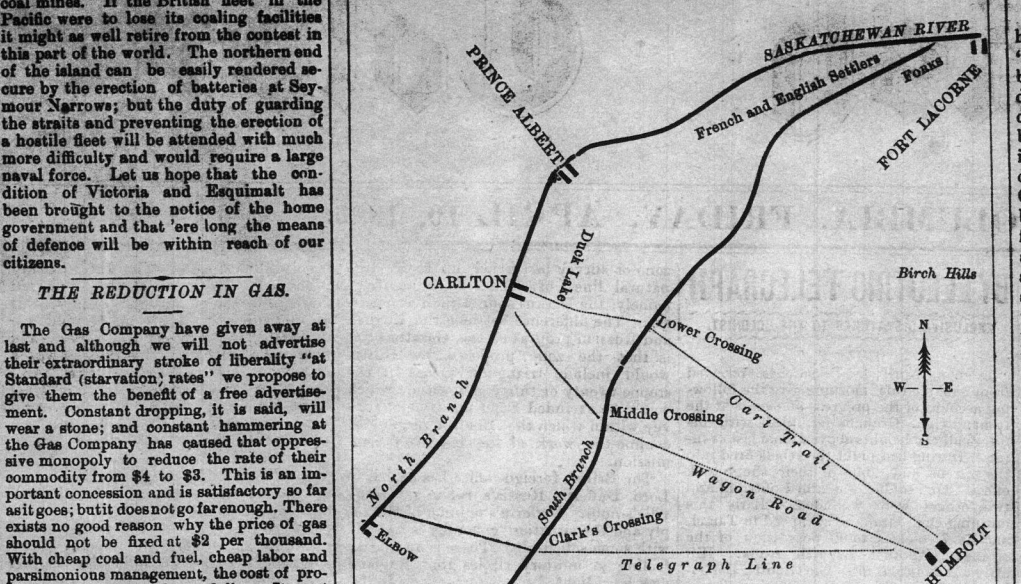 coal mines. If the British fleet in the
Pacific were to lose its coaling facilities
it might as well retire from the contest in
this part of the world. The northern end
of the island can be easily rendered se-
cure by the erection of batteries at Sey-
mour Narrows; but the duty of guarding
the straits and preventing the erection of
a hostile fleet will be attended with much
more difficulty and would require a large
naval force. Let us hope that the con-
dition of Victoria and Esquimalt has
been brought to the notice of the home
government and that 'ere long the means
of defence will be within reach of our
citizens.
THE REDUCTION IN GAS.
The Gas Company have given away at
last and although we will not advertise
their extraordinary stroke of liberality "at
Standard (starvation) rates" we propose to
give them the benefit of a free advertise-
ment. Constant dropping, it is said, will
wear a stone; and constant hammering at
the Gas Company has caused that oppres-
sive monopoly to reduce the rate of their
commodity from $4 to $3. This is an im-
portant concession and is satisfactory so far
as it goes; but it does not go far enough. There
exists no good reason why the price of gas
should not be fixed at $2 per thousand.
With cheap coal and fuel, cheap labor and
parsimonious management, the cost of pro-
SASKATCHEWAN RIVER
PRINCE ALBERT
French and English Settlers
FORKS
FORT LACORNE
Duck Lake
CARLTON
Birch Hills
Lower Crossing
N
W
E
S
Cart Trail
North Branch
Middle Crossing
Wagon Road
South Branch
Clark's Crossing
ELBOW
Telegraph Line
HUMBOLT